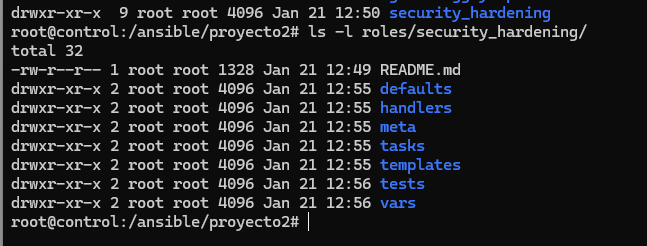 drwxr-xr-x  9 root root 4096 Jan 21 12:50 security_hardening
root@control:/ansible/proyecto2# ls -l roles/security_hardening/
total 32
-rw-r--r-- 1 root root 1328 Jan 21 12:49 README.md
drwxr-xr-x 2 root root 4096 Jan 21 12:55 defaults
drwxr-xr-x 2 root root 4096 Jan 21 12:55 handlers
drwxr-xr-x 2 root root 4096 Jan 21 12:55 meta
drwxr-xr-x 2 root root 4096 Jan 21 12:55 tasks
drwxr-xr-x 2 root root 4096 Jan 21 12:55 templates
drwxr-xr-x 2 root root 4096 Jan 21 12:56 tests
drwxr-xr-x 2 root root 4096 Jan 21 12:56 vars
root@control:/ansible/proyecto2#